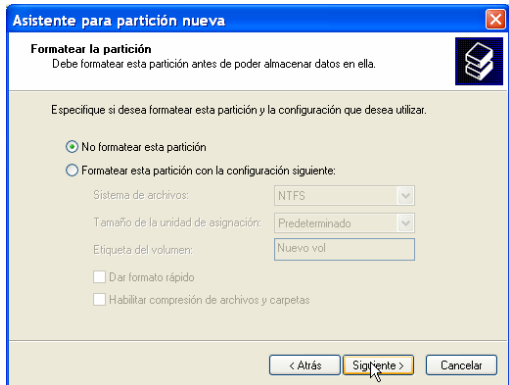 Asistente para partición nueva
Formatear la partición
Debe formatear esta partición antes de poder almacenar datos en ella.
Especifique si desea formatear esta partición y la configuración que desea utilizar.
No formatear esta partición
Formatear esta partición con la configuración siguiente:
Sistema de archivos: NTFS
Tamaño de la unidad de asignación: Predeterminado
Etiqueta del volumen: Nuevo vol
Dar formato rápido
Habilitar compresión de archivos y carpetas
< Atrás Siguiente > Cancelar